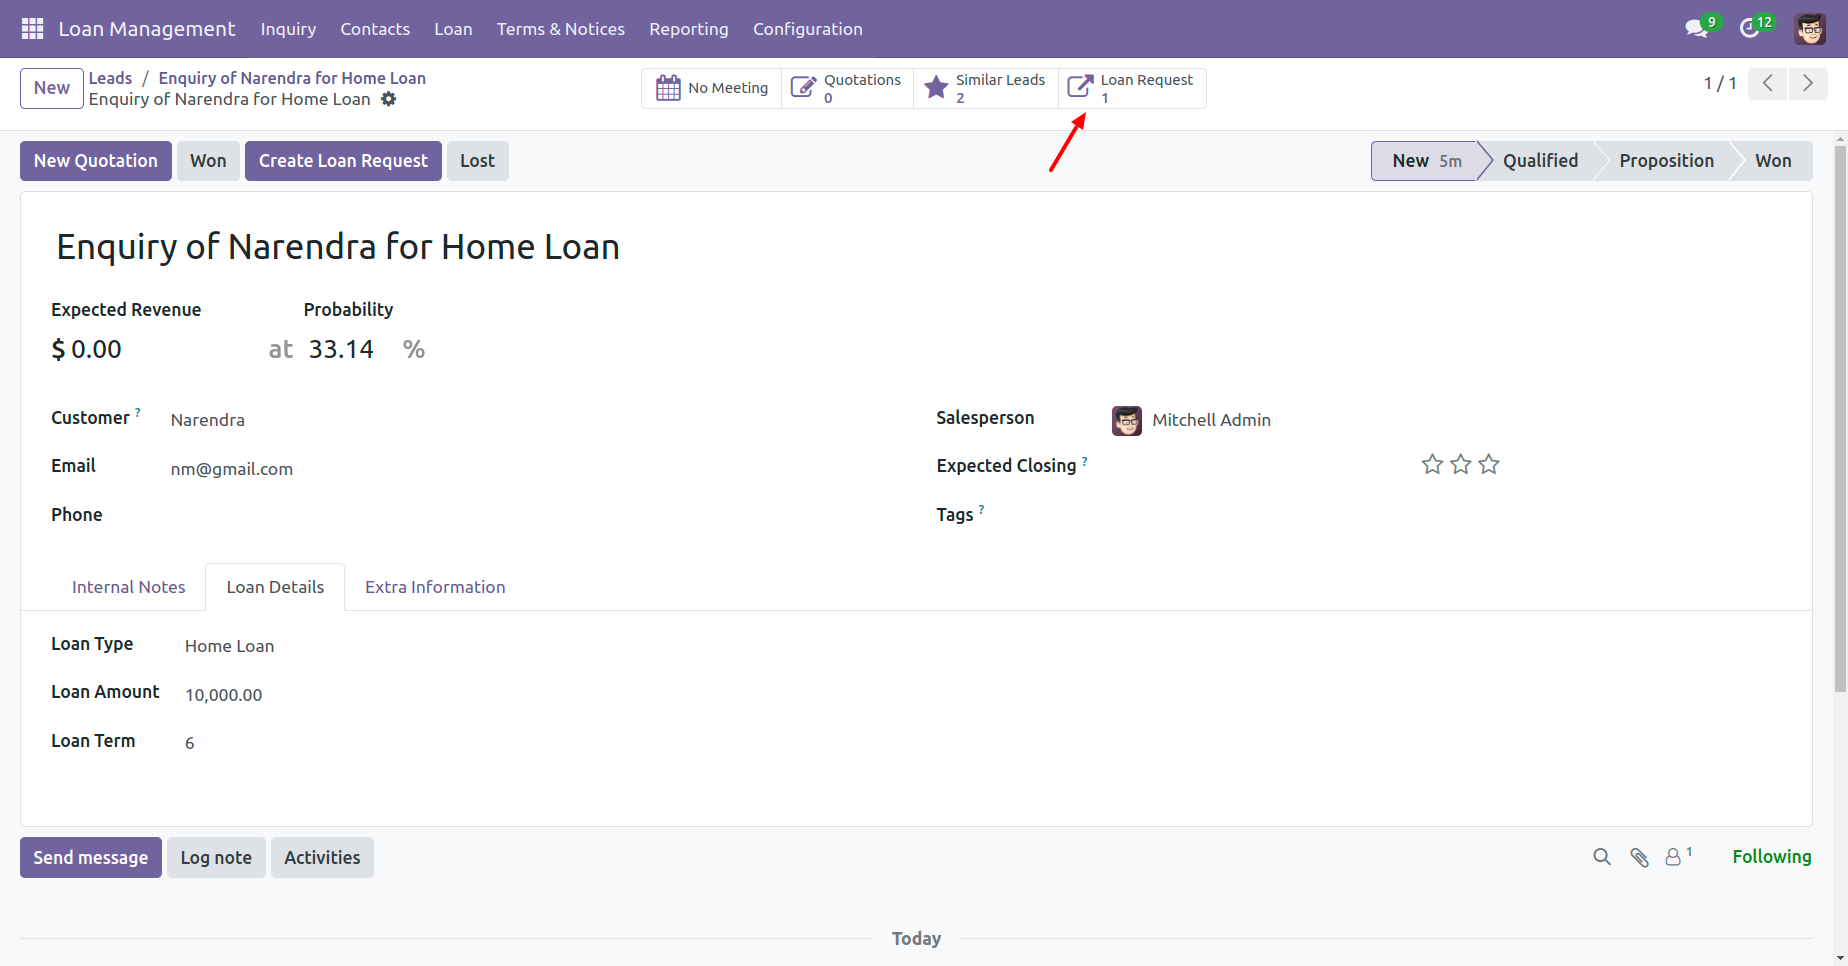 Loan Management Inquiry Contacts Loan Terms & Notices Reporting Configuration 9 12
New Leads / Enquiry of Narendra for Home Loan
Enquiry of Narendra for Home Loan
No Meeting
Quotations
0
Similar Leads
2
Loan Request
1
1 / 1
New Quotation Won Create Loan Request Lost
New 5m Qualified Proposition Won
Enquiry of Narendra for Home Loan
Expected Revenue Probability
$ 0.00 at 33.14 %
Customer ? Narendra
Salesperson Mitchell Admin
Email nm@gmail.com
Expected Closing ?
Phone
Tags ?
Internal Notes Loan Details Extra Information
Loan Type Home Loan
Loan Amount 10,000.00
Loan Term 6
Send message Log note Activities
1 Following
Today